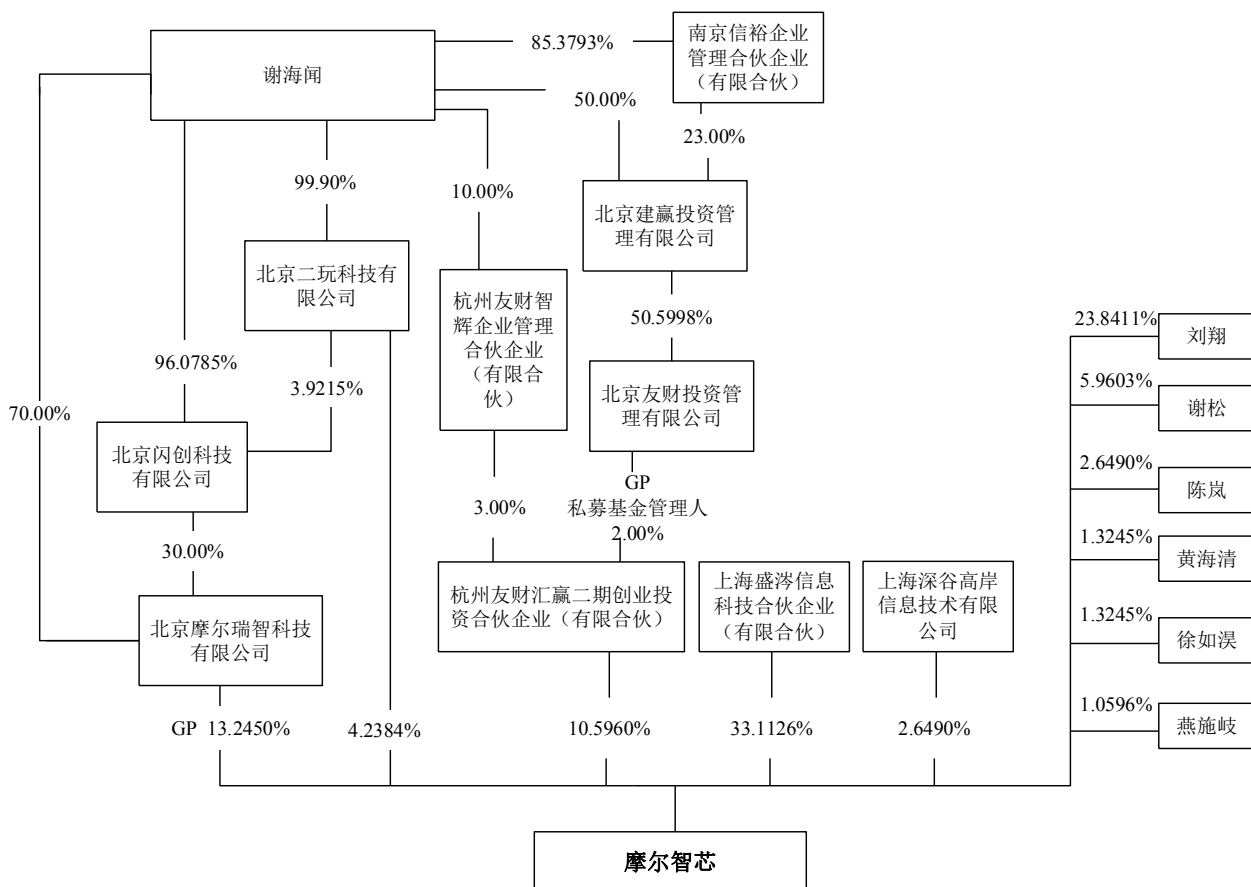 谢海闻
85.3793%
南京信裕企业
管理合伙企业
（有限合伙）
50.00%
23.00%
99.90%
10.00%
北京建赢投资管
理有限公司
北京二玩科技有
限公司
杭州友财智
辉企业管理
合伙企业
（有限合
伙）
50.5998%
96.0785%
3.9215%
70.00%
北京友财投资管
理有限公司
北京闪创科技
有限公司
GP
私募基金管理人
2.00%
3.00%
30.00%
杭州友财汇赢二期创业投
资合伙企业（有限合伙）
上海盛涔信息
科技合伙企业
（有限合伙）
上海深谷高岸
信息技术有限
公司
北京摩尔瑞智科技
有限公司
23.8411%
刘翔
5.9603%
谢松
2.6490%
陈岚
1.3245%
黄海清
1.3245%
徐如淏
1.0596%
燕施岐
GP 13.2450%
4.2384%
10.5960%
33.1126%
2.6490%
摩尔智芯